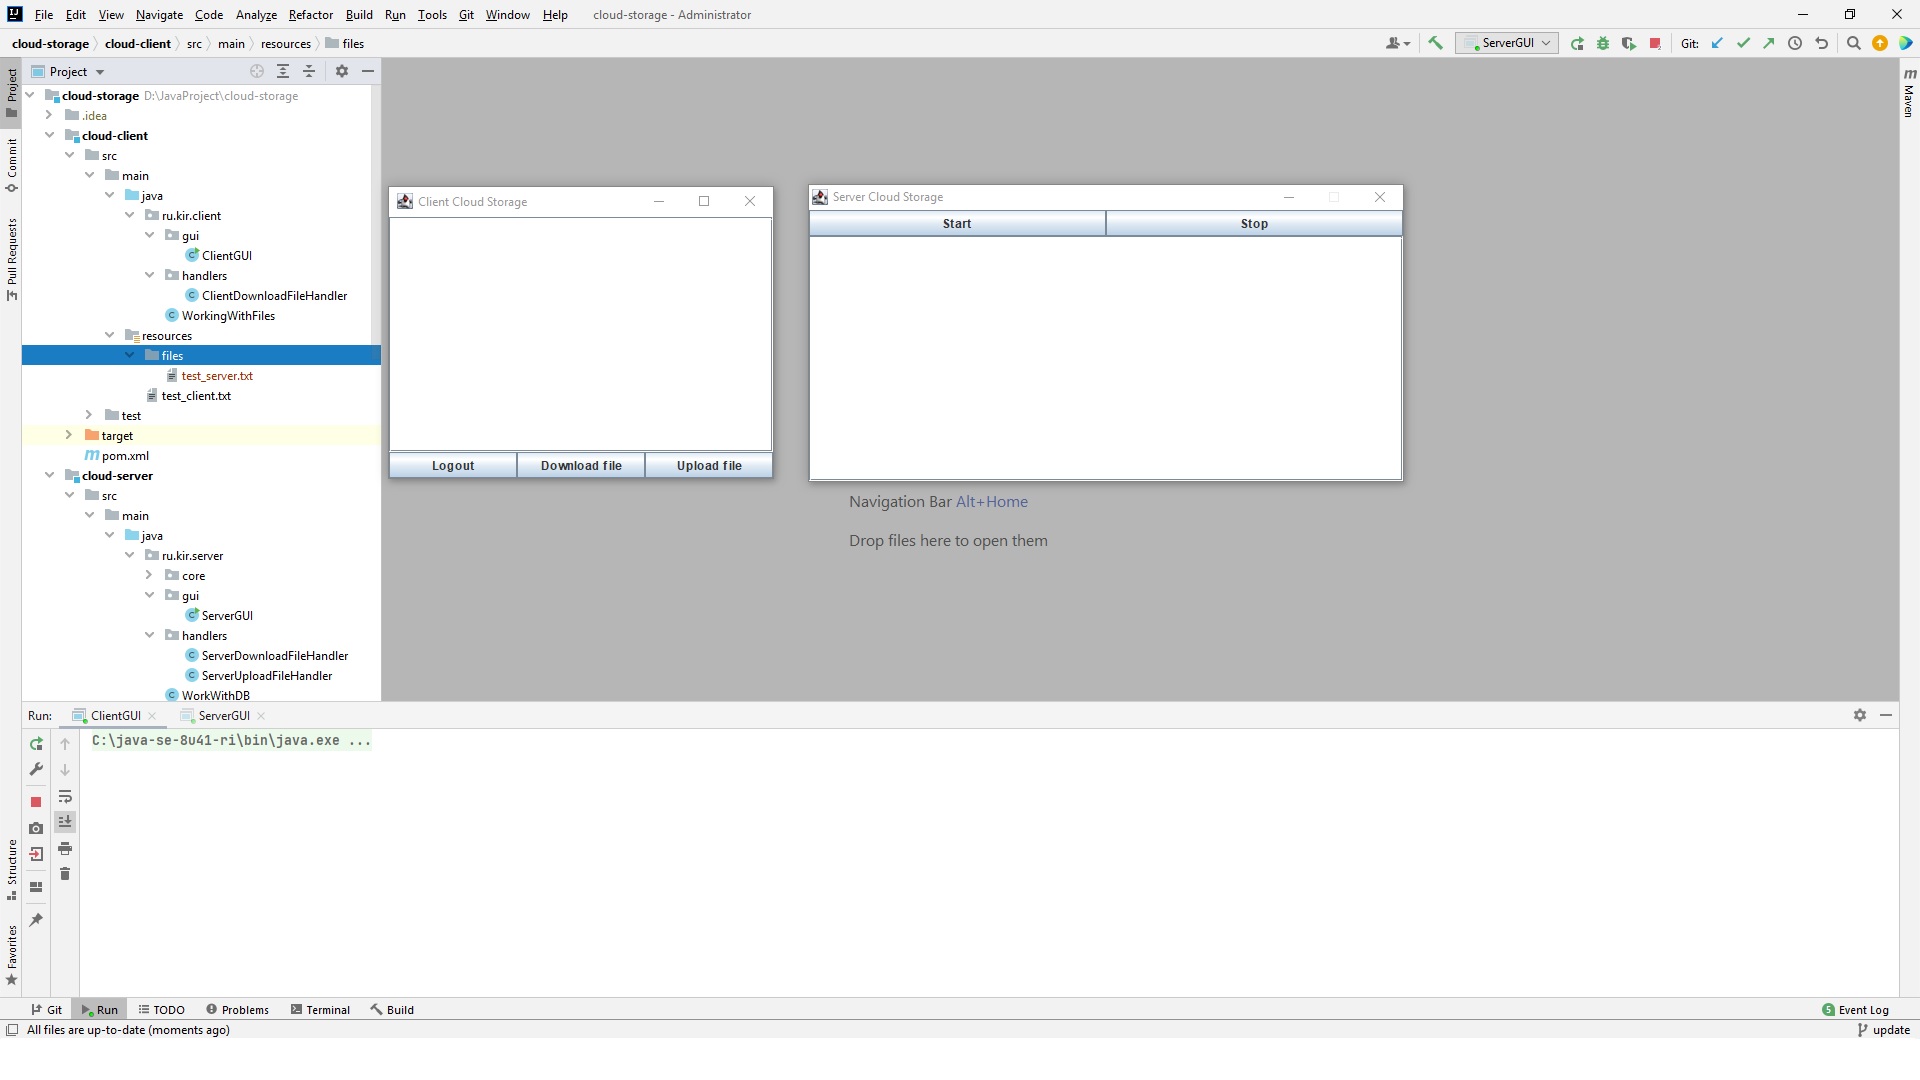 File Edit View Navigate Code Analyze Refactor Build Run Tools Git Window Help cloud-storage - Administrator
cloud-storage cloud-client src main resources files
ServerGUI
Git:
Project
cloud-storage D:\JavaProject\cloud-storage
.idea
cloud-client
src
main
java
ru.kir.client
gui
ClientGUI
handlers
ClientDownloadFileHandler
WorkingWithFiles
resources
files
test_server.txt
test_client.txt
test
target
pom.xml
cloud-server
src
main
java
ru.kir.server
core
gui
ServerGUI
handlers
ServerDownloadFileHandler
ServerUploadFileHandler
WorkWithDB
Project
Commit
Pull Requests
Structure
Favorites
Maven
Client Cloud Storage
Logout Download file Upload file
Server Cloud Storage
Start Stop
Navigation Bar Alt+Home
Drop files here to open them
Run: ClientGUI ServerGUI
C:\java-se-8u41-ri\bin\java.exe ...
Git Run TODO Problems Terminal Build
5 Event Log
All files are up-to-date (moments ago)
update